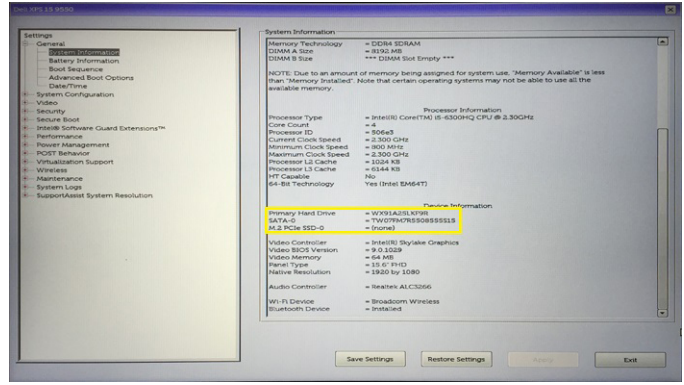 Dell XPS 15 9550
Settings
General
System Information
Battery Information
Boot Sequence
Advanced Boot Options
Date/Time
System Configuration
Video
Security
Secure Boot
Intel® Software Guard Extensions™
Performance
Power Management
POST Behavior
Virtualization Support
Wireless
Maintenance
System Logs
SupportAssist System Resolution
System Information
Memory Technology = DDR4 SDRAM
DIMM A Size = 8192 MB
DIMM B Size *** DIMM Slot Empty ***
NOTE: Due to an amount of memory being assigned for system use, "Memory Available" is less
than "Memory Installed". Note that certain operating systems may not be able to use all the
available memory.
Processor Information
Processor Type = Intel(R) Core(TM) i5-6300HQ CPU @ 2.30GHz
Core Count = 4
Processor ID = 506e3
Current Clock Speed = 2.300 GHz
Minimum Clock Speed = 800 MHz
Maximum Clock Speed = 2.300 GHz
Processor L2 Cache = 1024 KB
Processor L3 Cache = 6144 KB
HT Capable No
64-Bit Technology Yes (Intel EM64T)
Device Information
Primary Hard Drive
SATA-0
M.2 PCIe SSD-0 = (none)
Video Controller = Intel(R) Skylake Graphics
Video BIOS Version = 9.0.1029
Video Memory = 64 MB
Panel Type = 15.6" FHD
Native Resolution = 1920 by 1080
Audio Controller = Realtek ALC3266
Wi-Fi Device = Broadcom Wireless
Bluetooth Device = Installed
Save Settings
Restore Settings
Apply
Exit